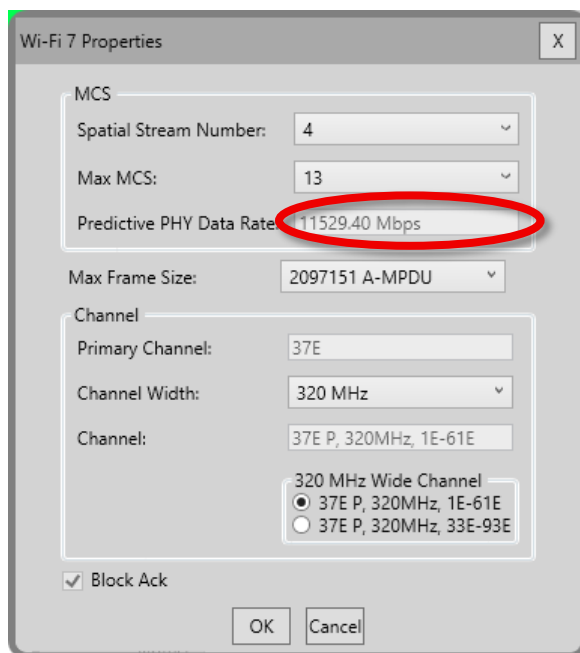 Wi-Fi 7 Properties X
MCS
Spatial Stream Number: 4
Max MCS: 13
Predictive PHY Data Rate: 11529.40 Mbps
Max Frame Size: 2097151 A-MPDU
Channel
Primary Channel: 37E
Channel Width: 320 MHz
Channel: 37E P, 320MHz, 1E-61E
320 MHz Wide Channel
37E P, 320MHz, 1E-61E
37E P, 320MHz, 33E-93E
Block Ack
OK Cancel